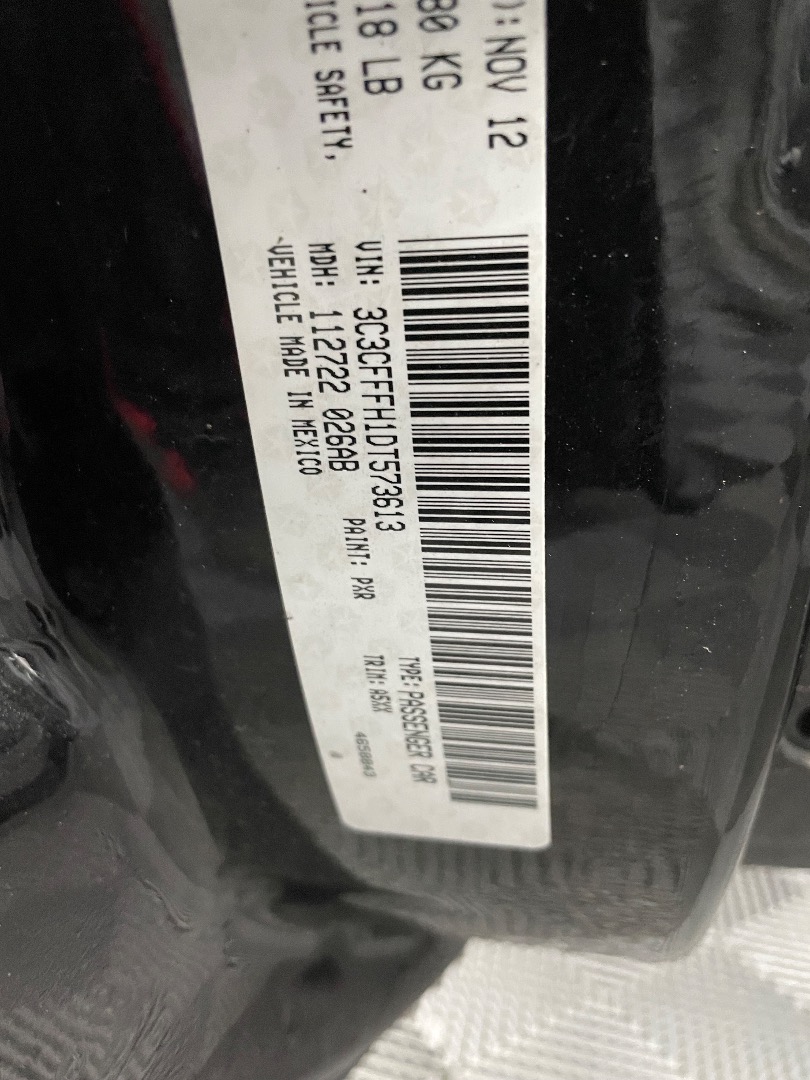 ): NOV 12
80 KG
18 LB
ICLE SAFETY,
VIN: 3C3CFFFH1DT573613
TYPE: PASSENGER CAR
MDH: 112722 026AB
PAINT: PXR
TRIM: A5XX
VEHICLE MADE IN MEXICO